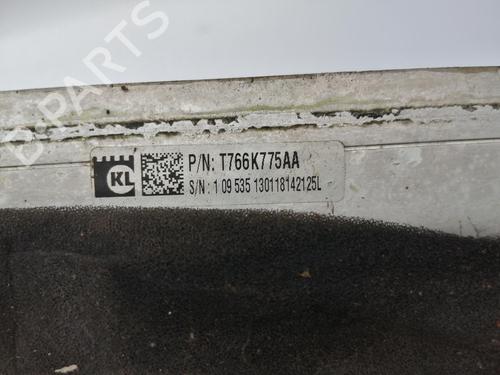 B-PARTS
KL
P/N: T766K775AA
S/N: 1 09 535 130118142125L